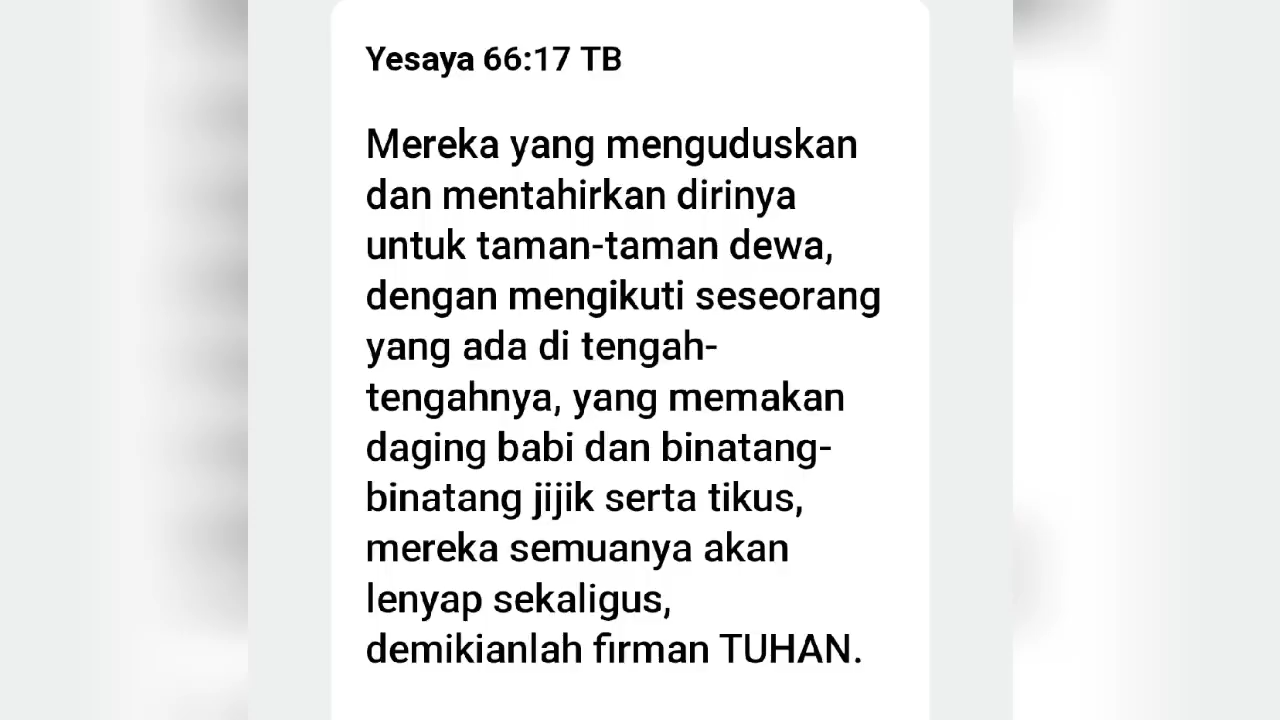 Yesaya 66:17 TB
Mereka yang menguduskan
dan mentahirkan dirinya
untuk taman-taman dewa,
dengan mengikuti seseorang
yang ada di tengah-
tengahnya, yang memakan
daging babi dan binatang-
binatang jijik serta tikus,
mereka semuanya akan
lenyap sekaligus,
demikianlah firman TUHAN.